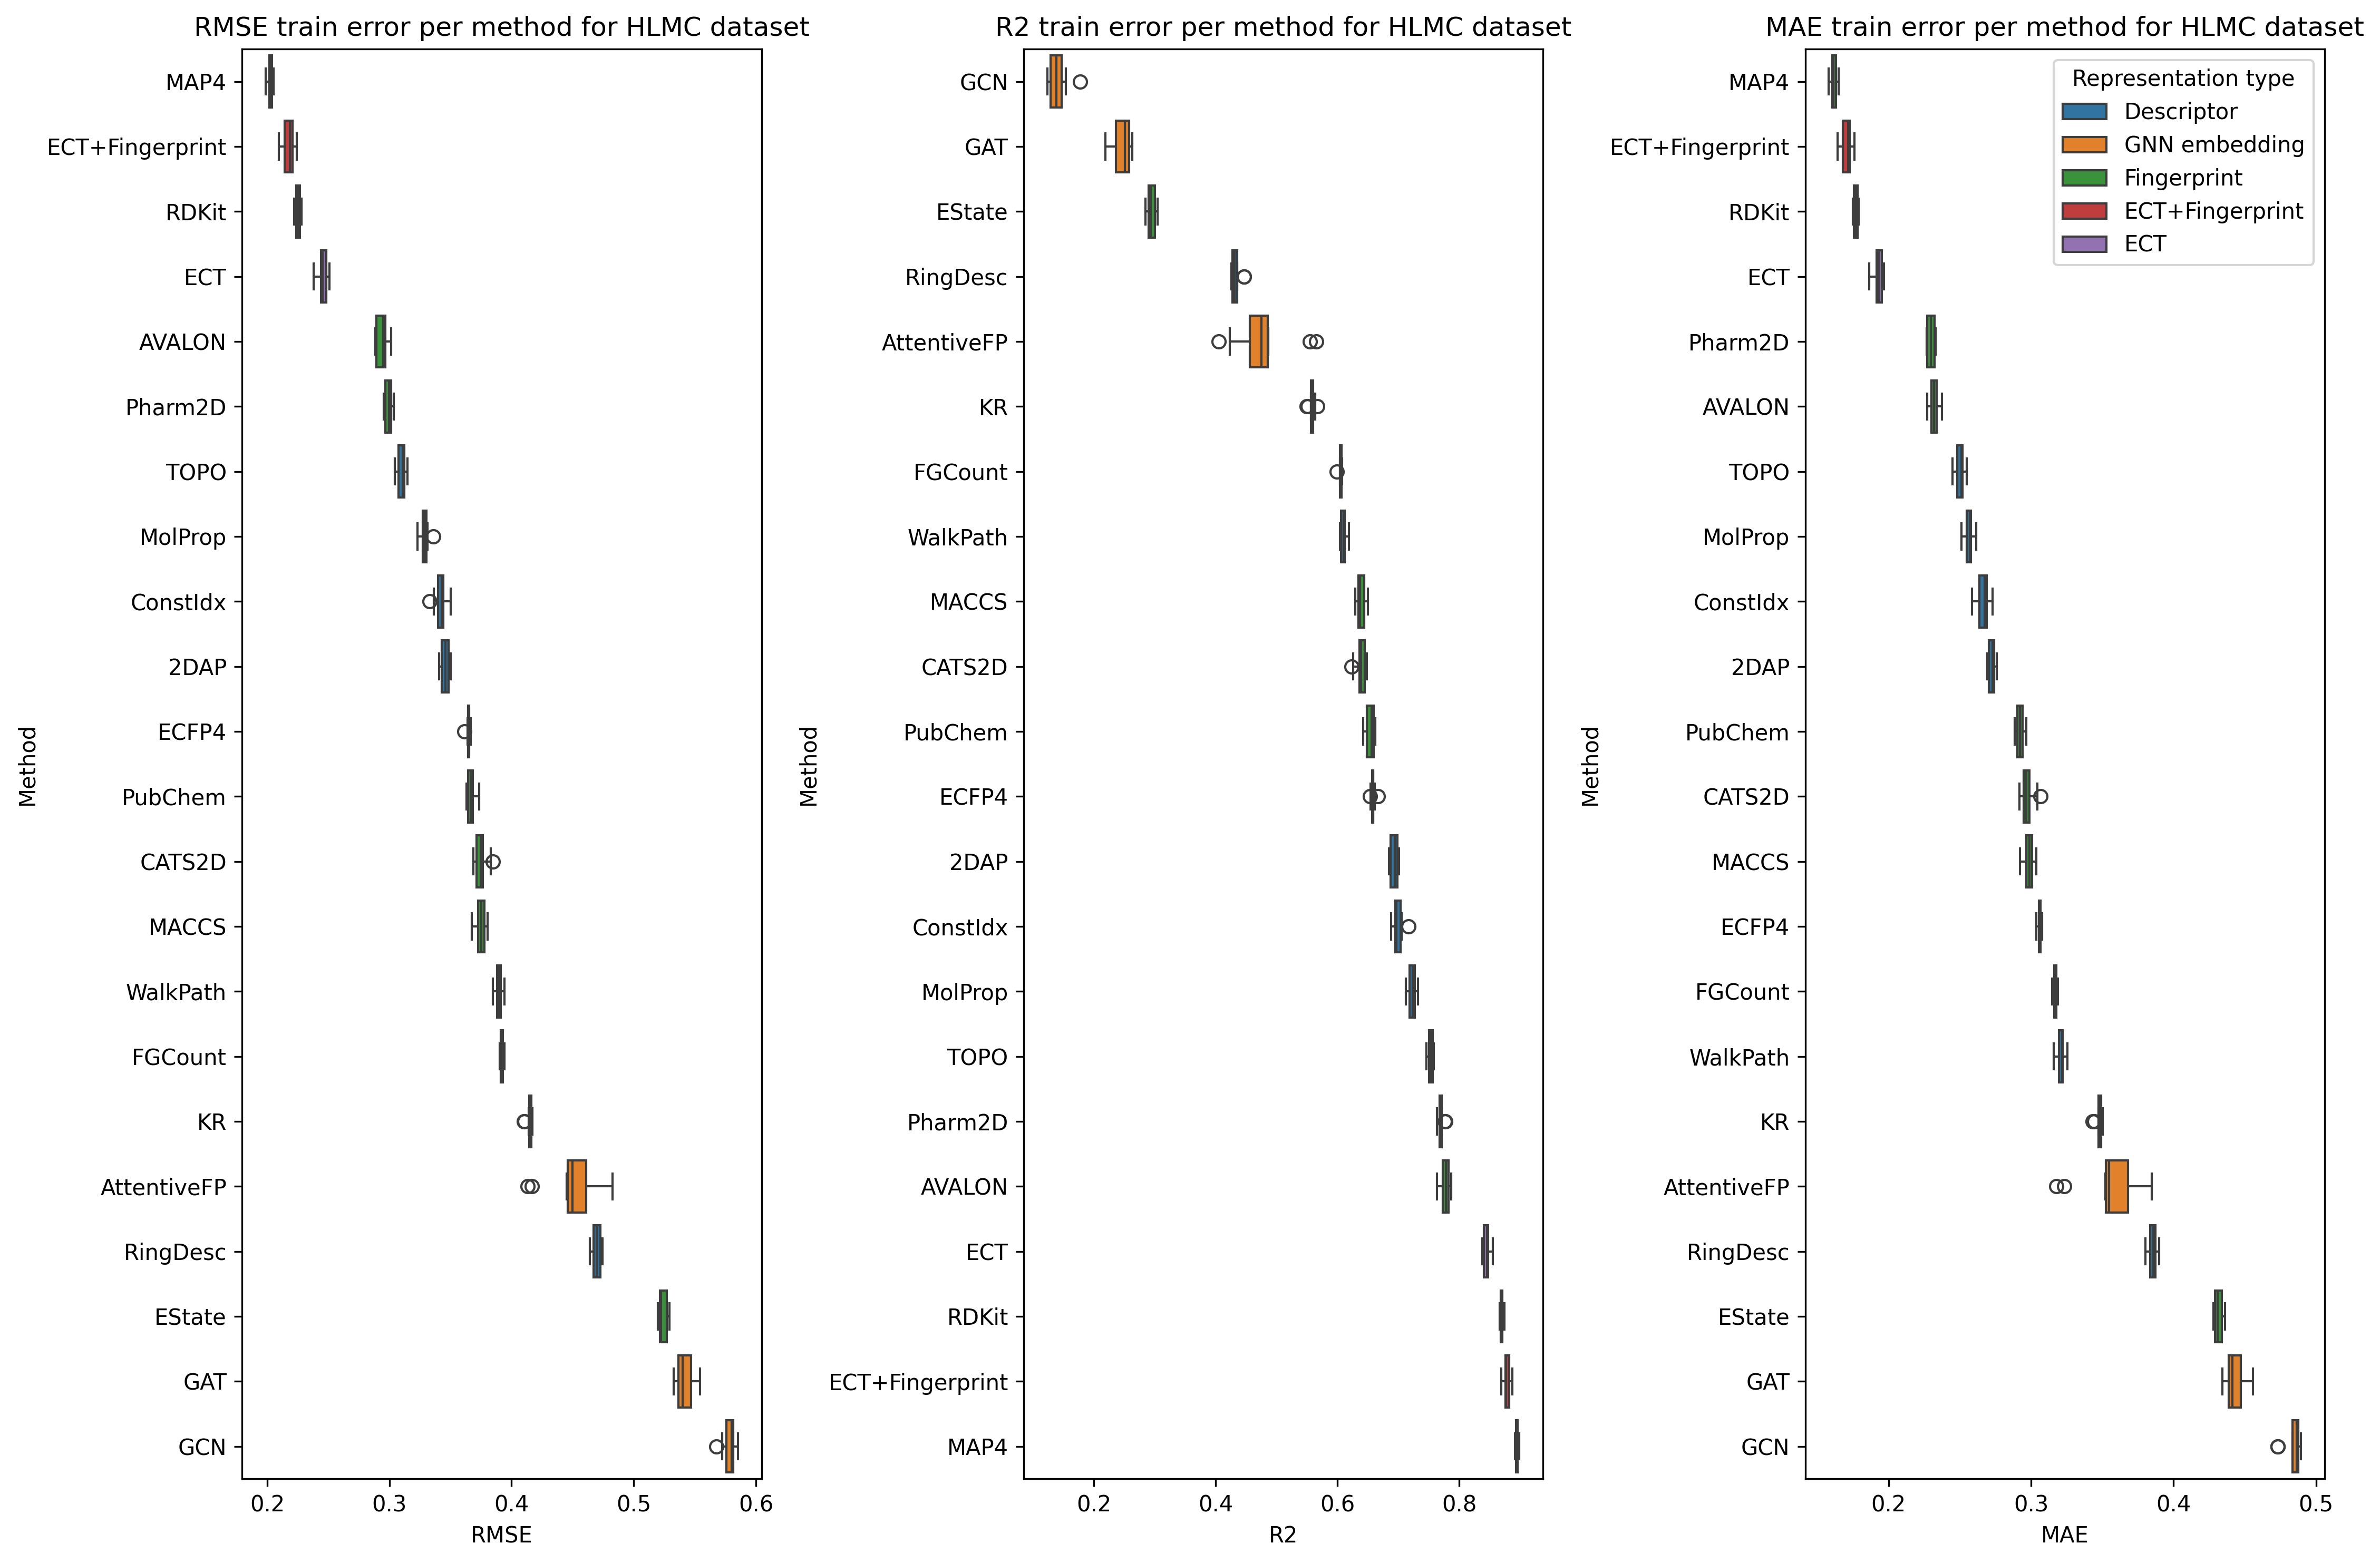 RMSE train error per method for HLMC dataset
MAP4
ECT+Fingerprint
RDKit
ECT
AVALON
Pharm2D
TOPO
MolProp
ConstIdx
2DAP
ECFP4
PubChem
CATS2D
MACCS
WalkPath
FGCount
KR
AttentiveFP
RingDesc
EState
GAT
GCN
Method
0.2 0.3 0.4 0.5 0.6
RMSE
R2 train error per method for HLMC dataset
GCN
GAT
EState
RingDesc
AttentiveFP
KR
FGCount
WalkPath
MACCS
CATS2D
PubChem
ECFP4
2DAP
ConstIdx
MolProp
TOPO
Pharm2D
AVALON
ECT
RDKit
ECT+Fingerprint
MAP4
Method
0.2 0.4 0.6 0.8
R2
MAE train error per method for HLMC dataset
MAP4
ECT+Fingerprint
RDKit
ECT
Pharm2D
AVALON
TOPO
MolProp
ConstIdx
2DAP
PubChem
CATS2D
MACCS
ECFP4
FGCount
WalkPath
KR
AttentiveFP
RingDesc
EState
GAT
GCN
Method
0.2 0.3 0.4 0.5
MAE
Representation type
Descriptor
GNN embedding
Fingerprint
ECT+Fingerprint
ECT